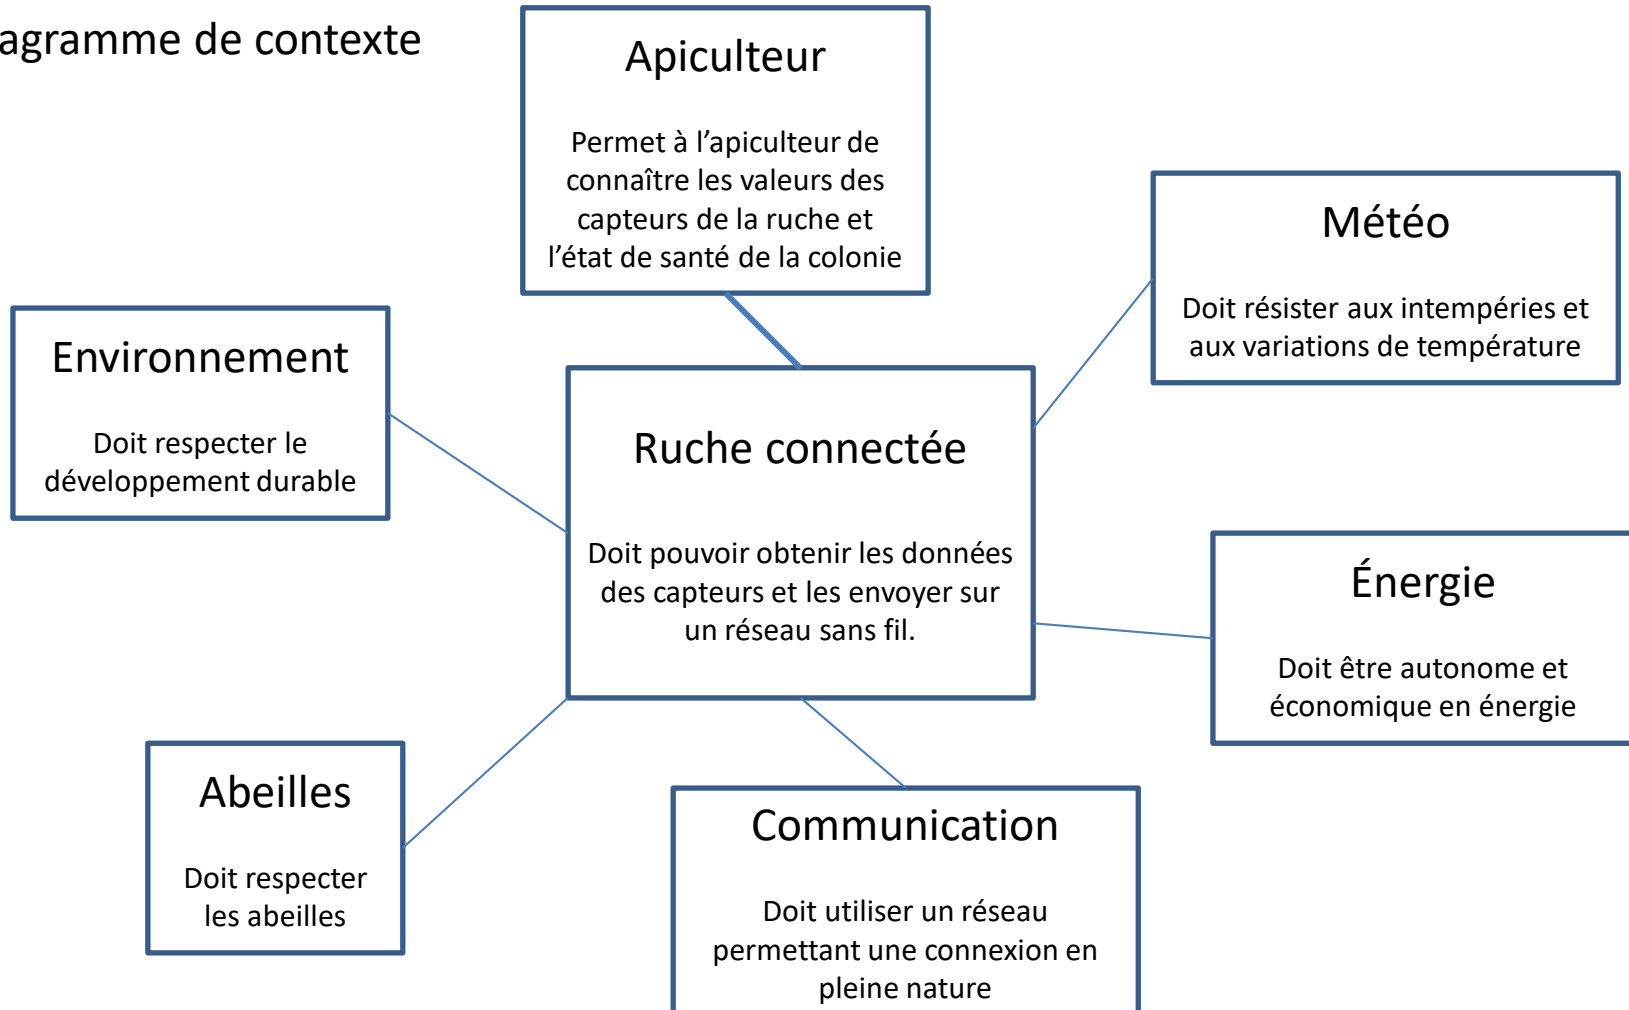 agramme de contexte
Apiculteur
Permet à l’apiculteur de
connaître les valeurs des
capteurs de la ruche et
l’état de santé de la colonie
Météo
Doit résister aux intempéries et
aux variations de température
Environnement
Doit respecter le
développement durable
Ruche connectée
Doit pouvoir obtenir les données
des capteurs et les envoyer sur
un réseau sans fil.
Énergie
Doit être autonome et
économique en énergie
Abeilles
Doit respecter
les abeilles
Communication
Doit utiliser un réseau
permettant une connexion en
pleine nature